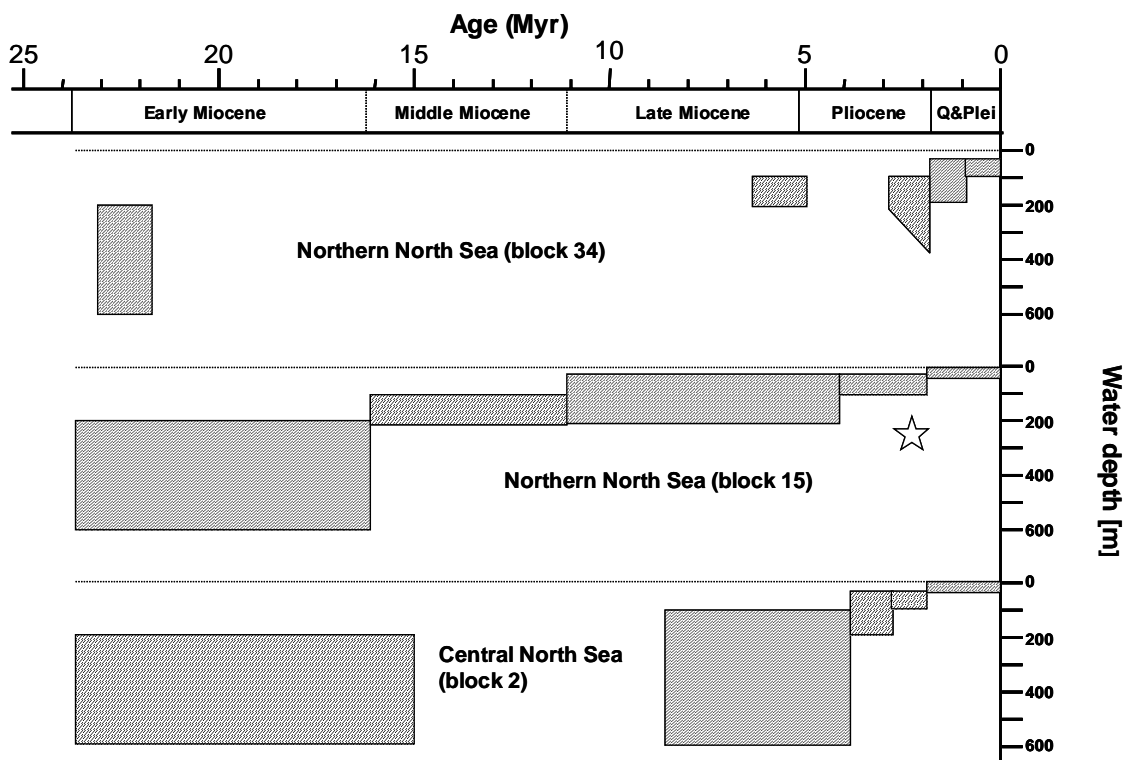 Age (Myr)
25 20 15 10 5 0
Early Miocene Middle Miocene Late Miocene Pliocene Q&Plei
0
200
Northern North Sea (block 34)
400
600
0
200
Northern North Sea (block 15)
400
600
Water depth [m]
0
200
Central North Sea
(block 2)
400
600